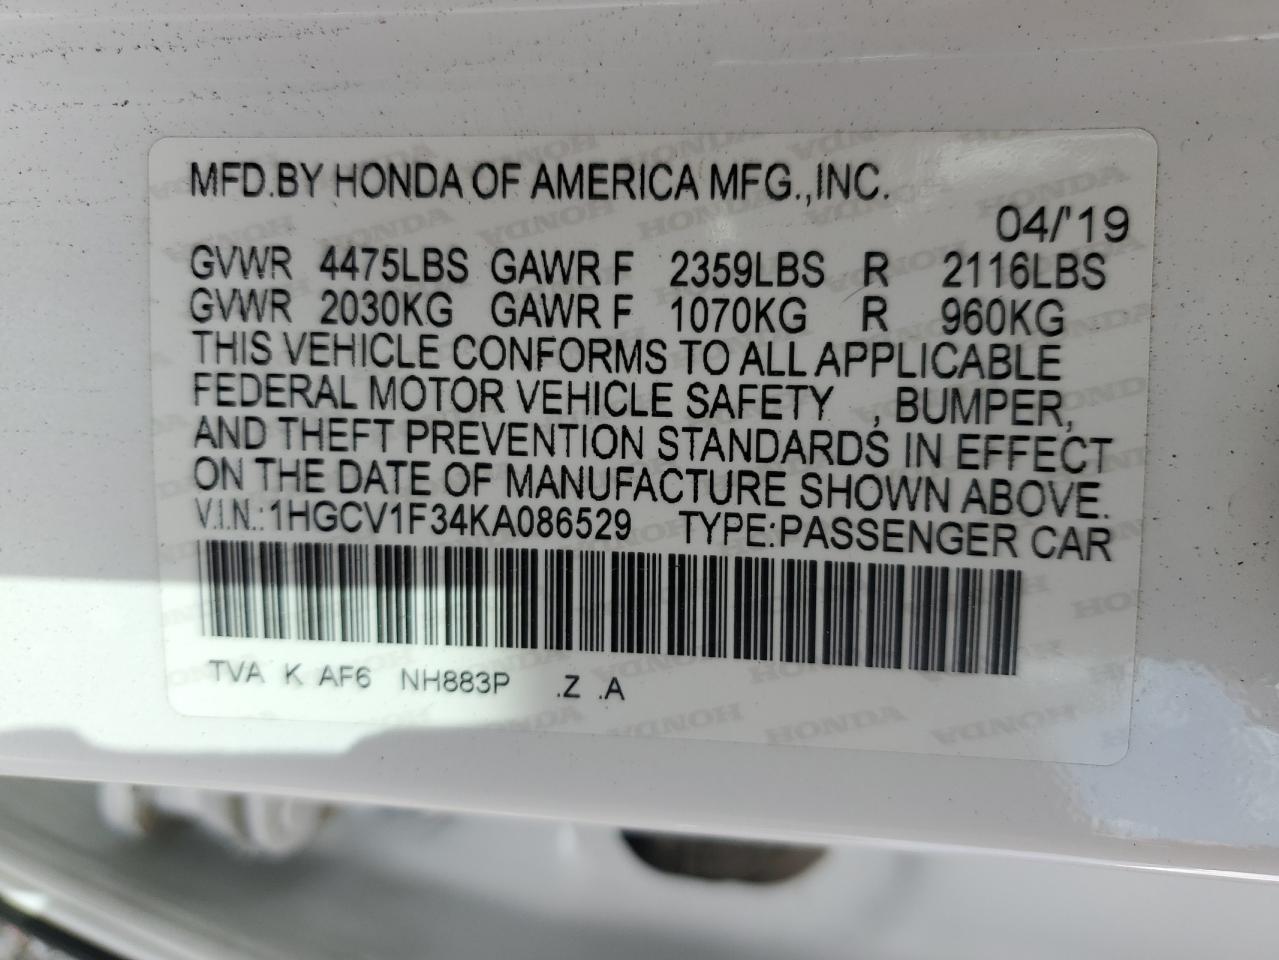 MFD.BY HONDA OF AMERICA MFG.,INC.
04/'19
GVWR 4475LBS GAWR F 2359LBS R 2116LBS
GVWR 2030KG GAWR F 1070KG R 960KG
THIS VEHICLE CONFORMS TO ALL APPLICABLE
FEDERAL MOTOR VEHICLE SAFETY , BUMPER,
AND THEFT PREVENTION STANDARDS IN EFFECT
ON THE DATE OF MANUFACTURE SHOWN ABOVE.
V.I.N.:1HGCV1F34KA086529 TYPE:PASSENGER CAR
TVA K AF6 NH883P .Z .A